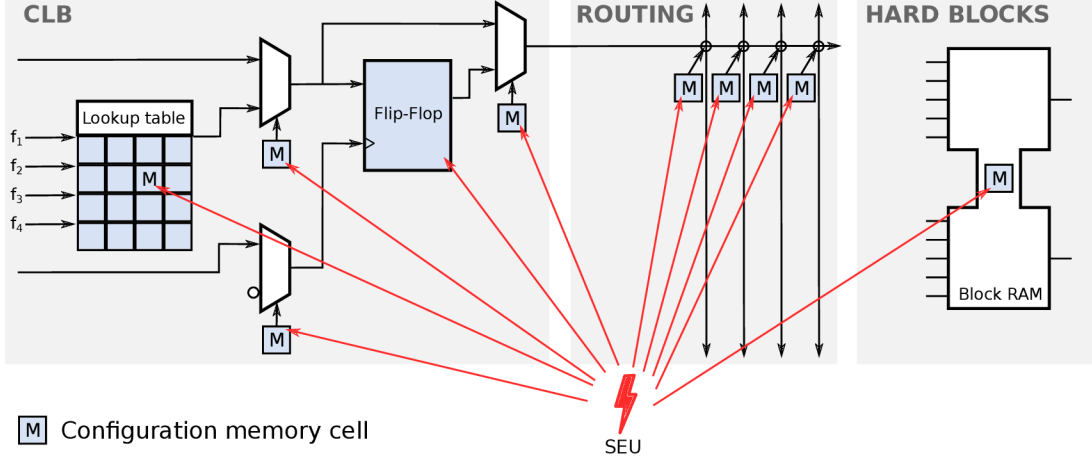 CLB
ROUTING
HARD BLOCKS
Lookup table
f1
f2
f3
f4
M
M
M
Flip-Flop
M
M
M
M
M
M
Block RAM
SEU
M
Configuration memory cell